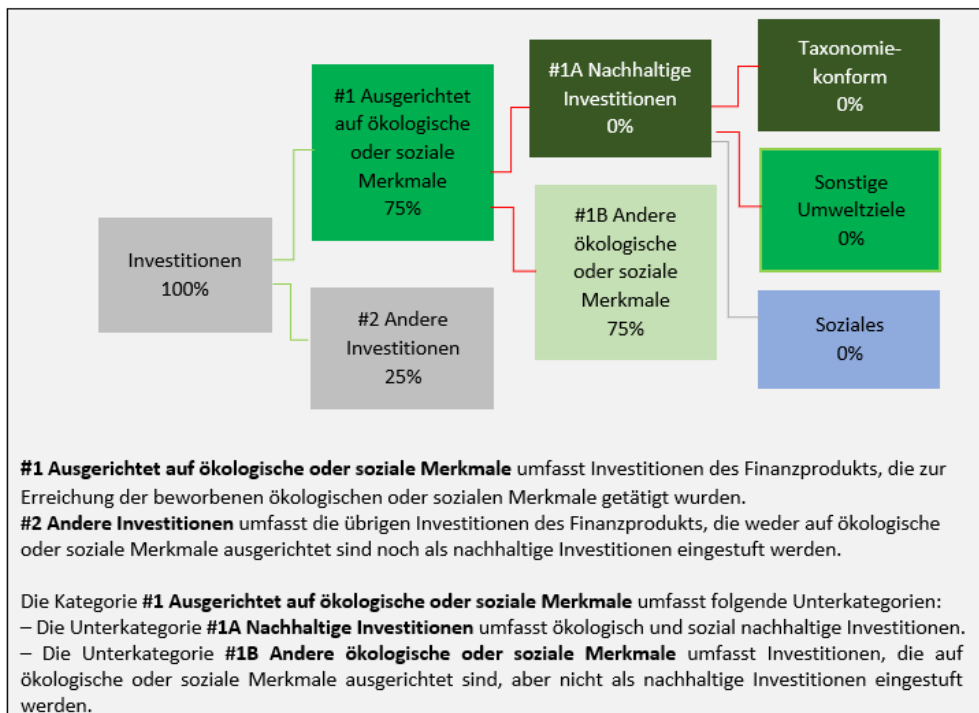 #1 Ausgerichtet
auf ökologische
oder soziale
Merkmale
75%
#1A Nachhaltige
Investitionen
0%
Taxonomie-
konform
0%
Investitionen
100%
#2 Andere
Investitionen
25%
#1B Andere
ökologische
oder soziale
Merkmale
75%
Sonstige
Umweltziele
0%
Soziales
0%
#1 Ausgerichtet auf ökologische oder soziale Merkmale umfasst Investitionen des Finanzprodukts, die zur
Erreichung der beworbenen ökologischen oder sozialen Merkmale getätigt wurden.
#2 Andere Investitionen umfasst die übrigen Investitionen des Finanzprodukts, die weder auf ökologische
oder soziale Merkmale ausgerichtet sind noch als nachhaltige Investitionen eingestuft werden.
Die Kategorie #1 Ausgerichtet auf ökologische oder soziale Merkmale umfasst folgende Unterkategorien:
– Die Unterkategorie #1A Nachhaltige Investitionen umfasst ökologisch und sozial nachhaltige Investitionen.
– Die Unterkategorie #1B Andere ökologische oder soziale Merkmale umfasst Investitionen, die auf
ökologische oder soziale Merkmale ausgerichtet sind, aber nicht als nachhaltige Investitionen eingestuft
werden.